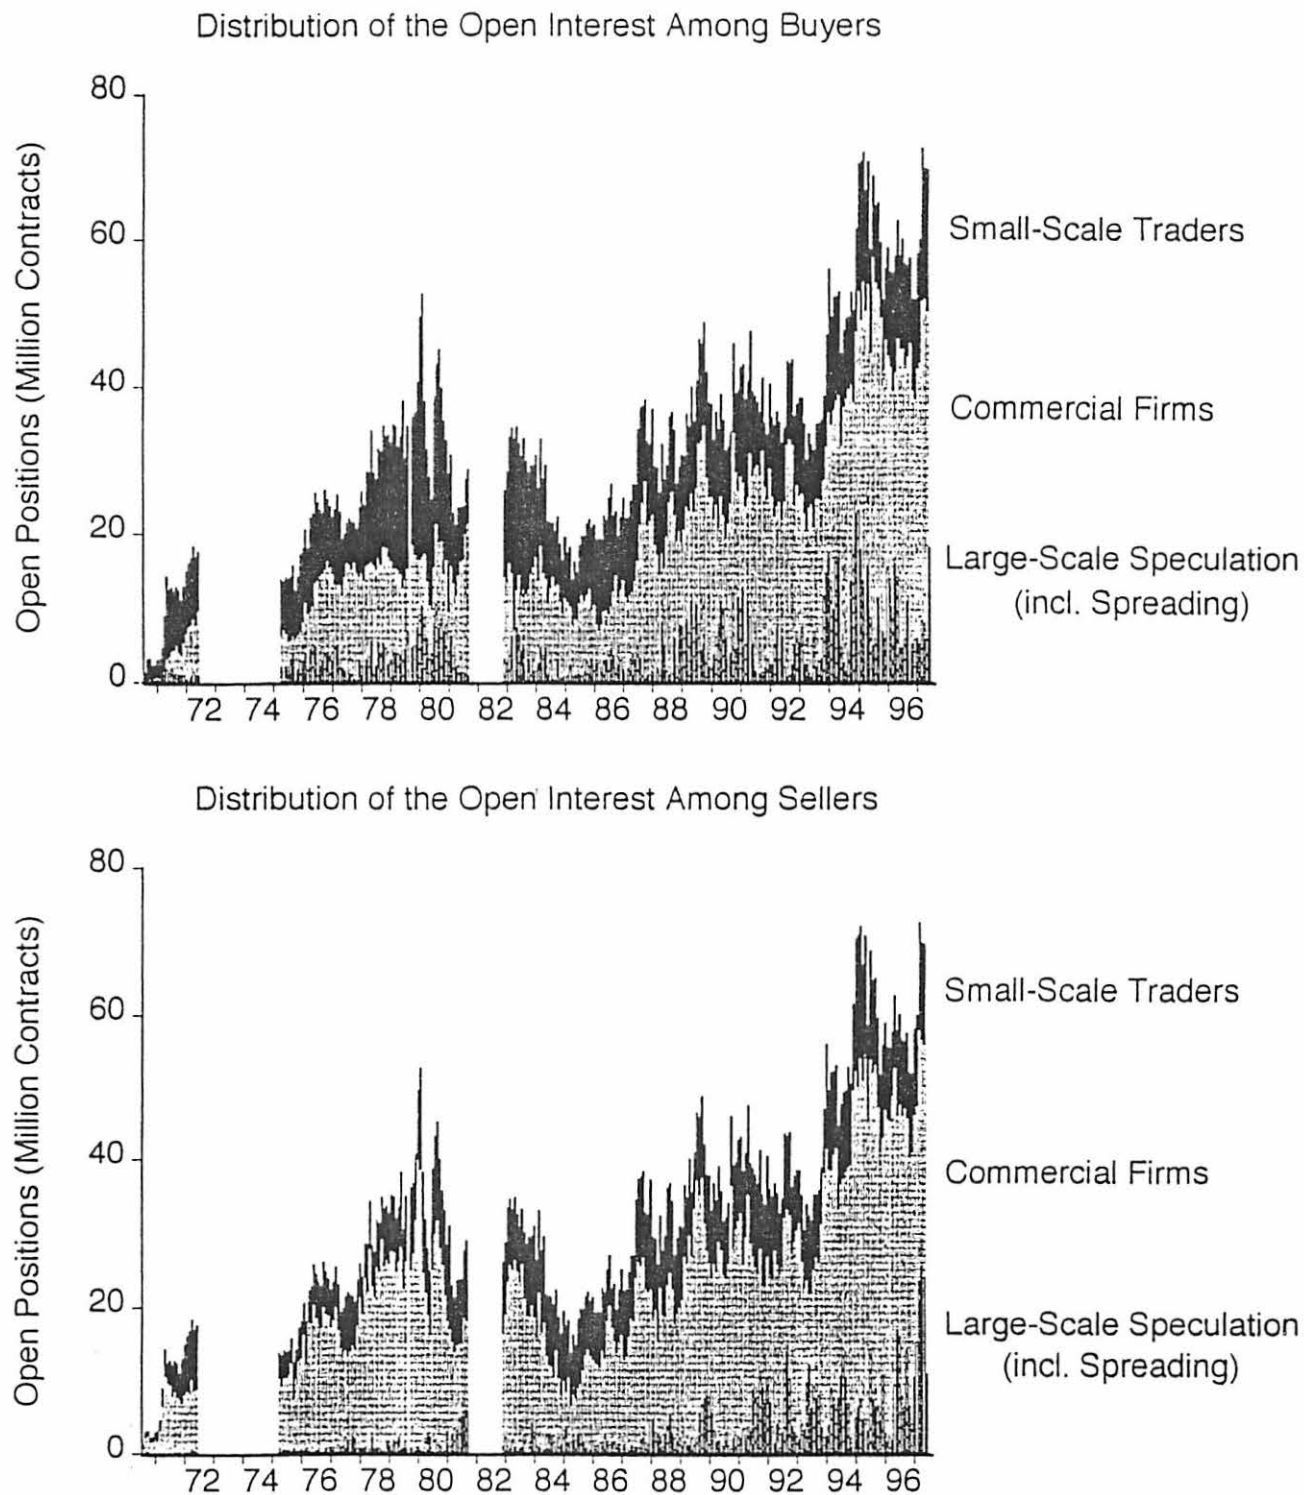 Distribution of the Open Interest Among Buyers
Open Positions (Million Contracts)
80
60
40
20
0
72 74 76 78 80 82 84 86 88 90 92 94 96
Small-Scale Traders
Commercial Firms
Large-Scale Speculation
(incl. Spreading)
Distribution of the Open Interest Among Sellers
Open Positions (Million Contracts)
80
60
40
20
0
72 74 76 78 80 82 84 86 88 90 92 94 96
Small-Scale Traders
Commercial Firms
Large-Scale Speculation
(incl. Spreading)